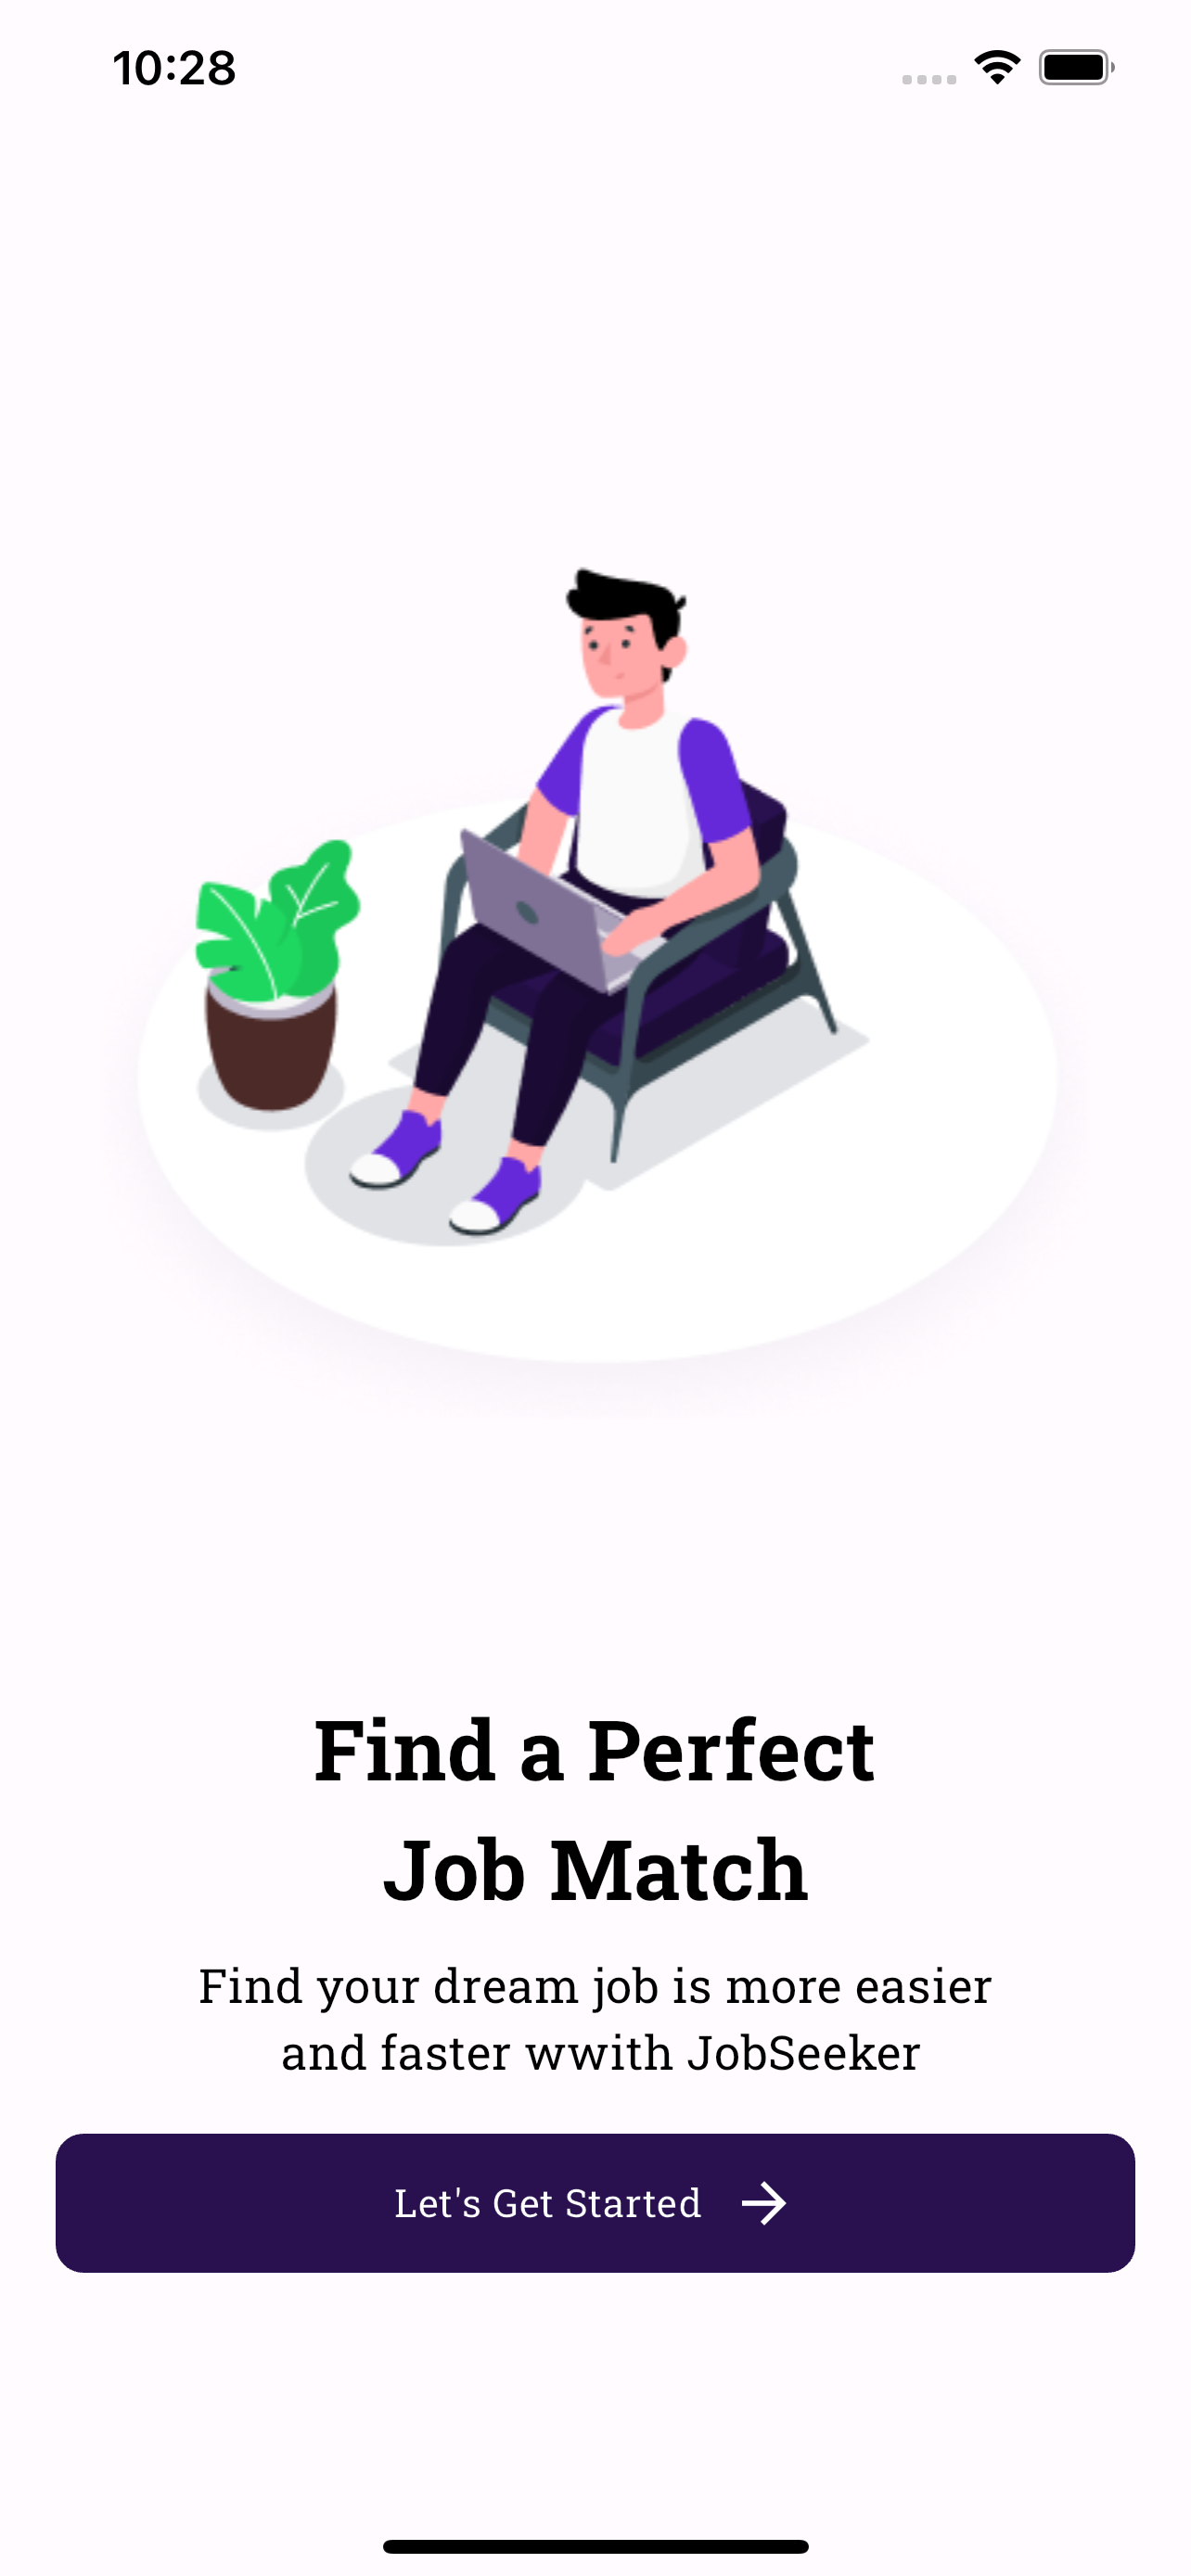 10:28
Find a Perfect
Job Match
Find your dream job is more easier
and faster wwith JobSeeker
Let's Get Started